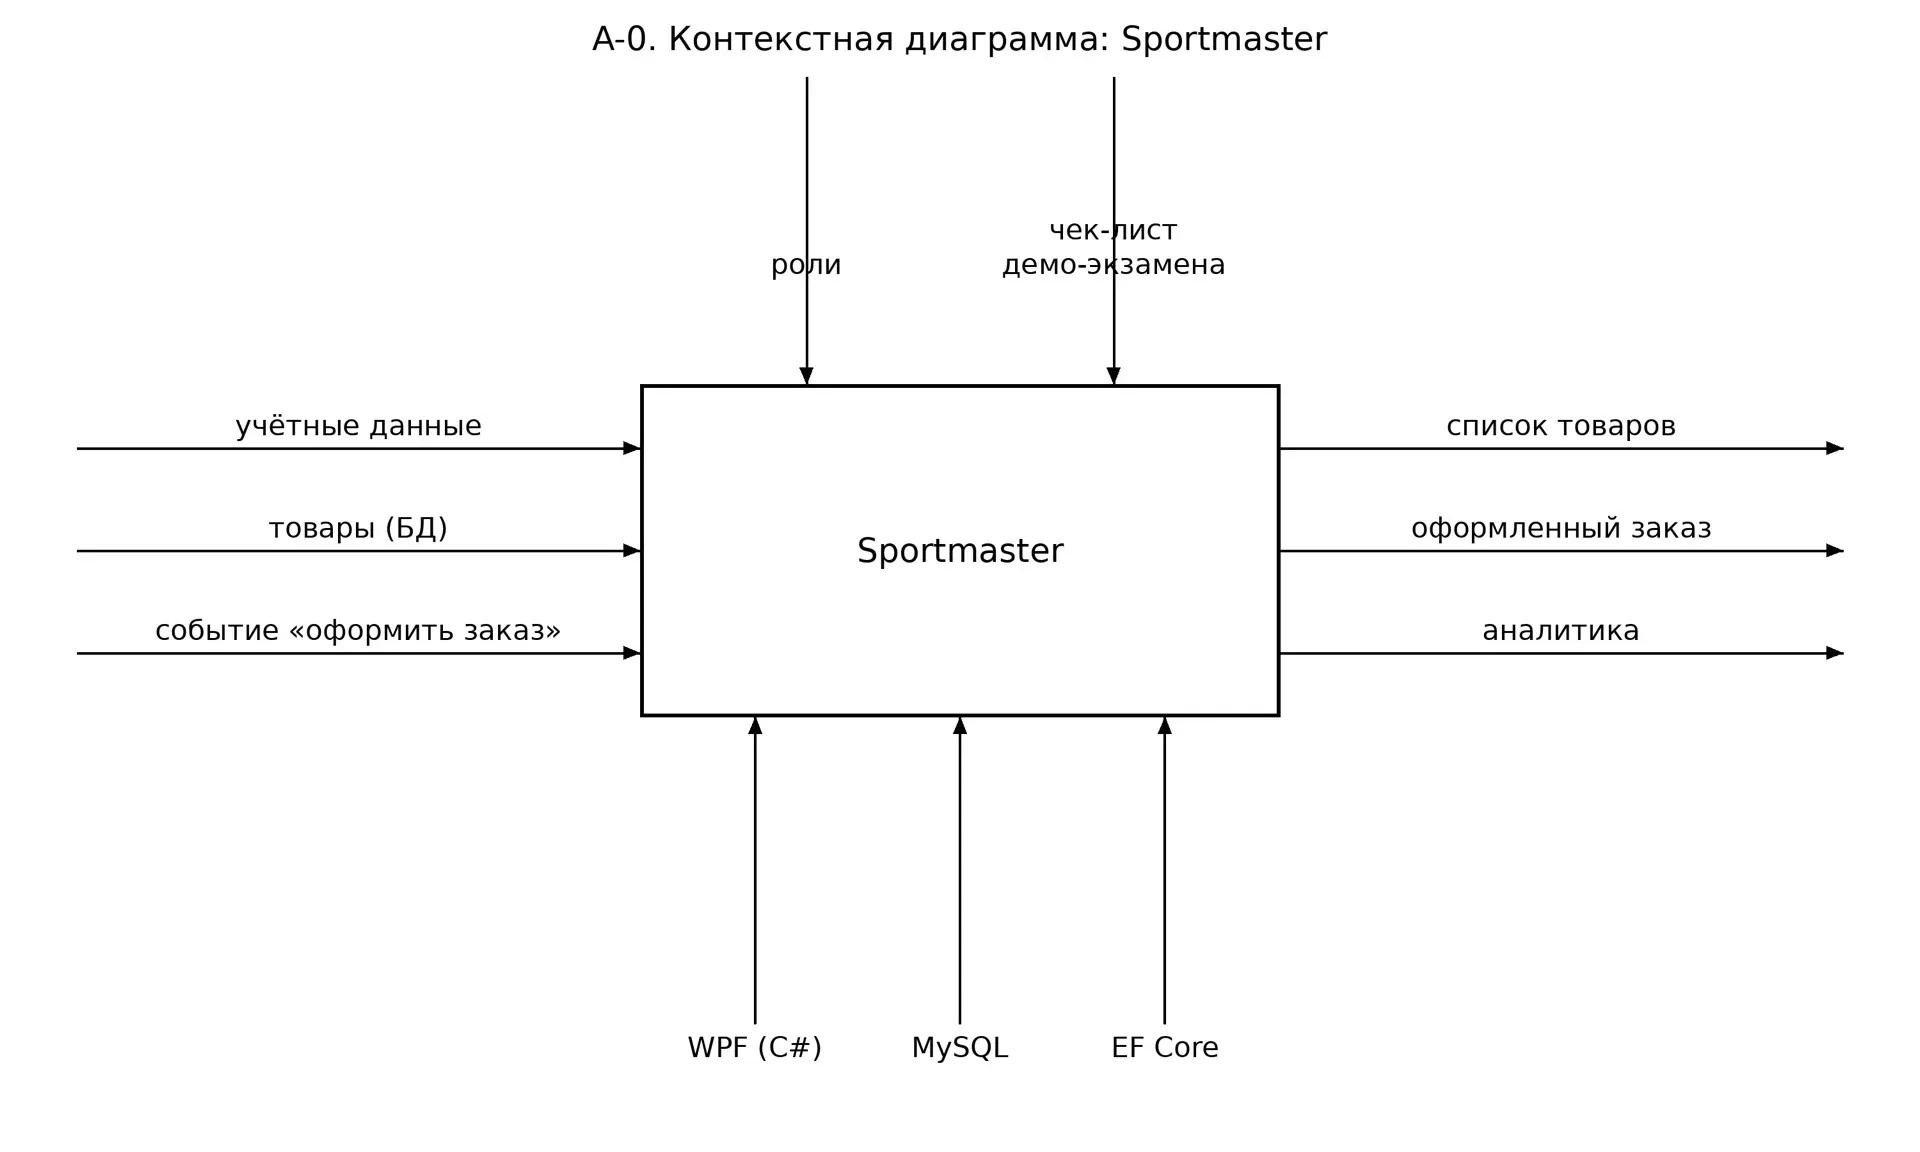 А-0. Контекстная диаграмма: Sportmaster
чек-лист
роли
демо-экзамена
учётные данные
список товаров
товары (БД)
оформленный заказ
Sportmaster
событие «оформить заказ»
аналитика
WPF (C#)
MySQL
EF Core